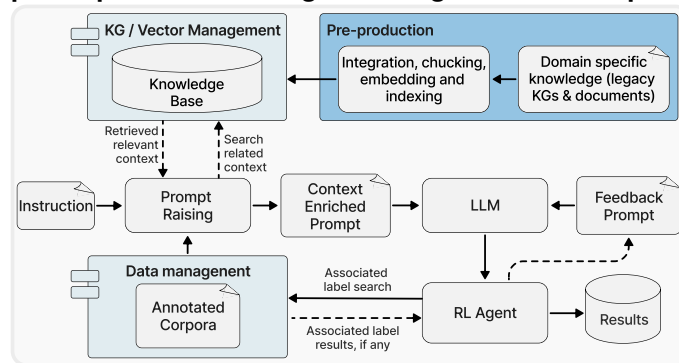 KG / Vector Management
Knowledge
Base
Pre-production
Integration, chucking,
embedding and
indexing
Domain specific
knowledge (legacy
KGs & documents)
Retrieved
relevant
context
Search
related
context
Instruction
Prompt
Raising
Context
Enriched
Prompt
LLM
Feedback
Prompt
Data management
Annotated
Corpora
Associated
label search
Associated label
results, if any
RL Agent
Results